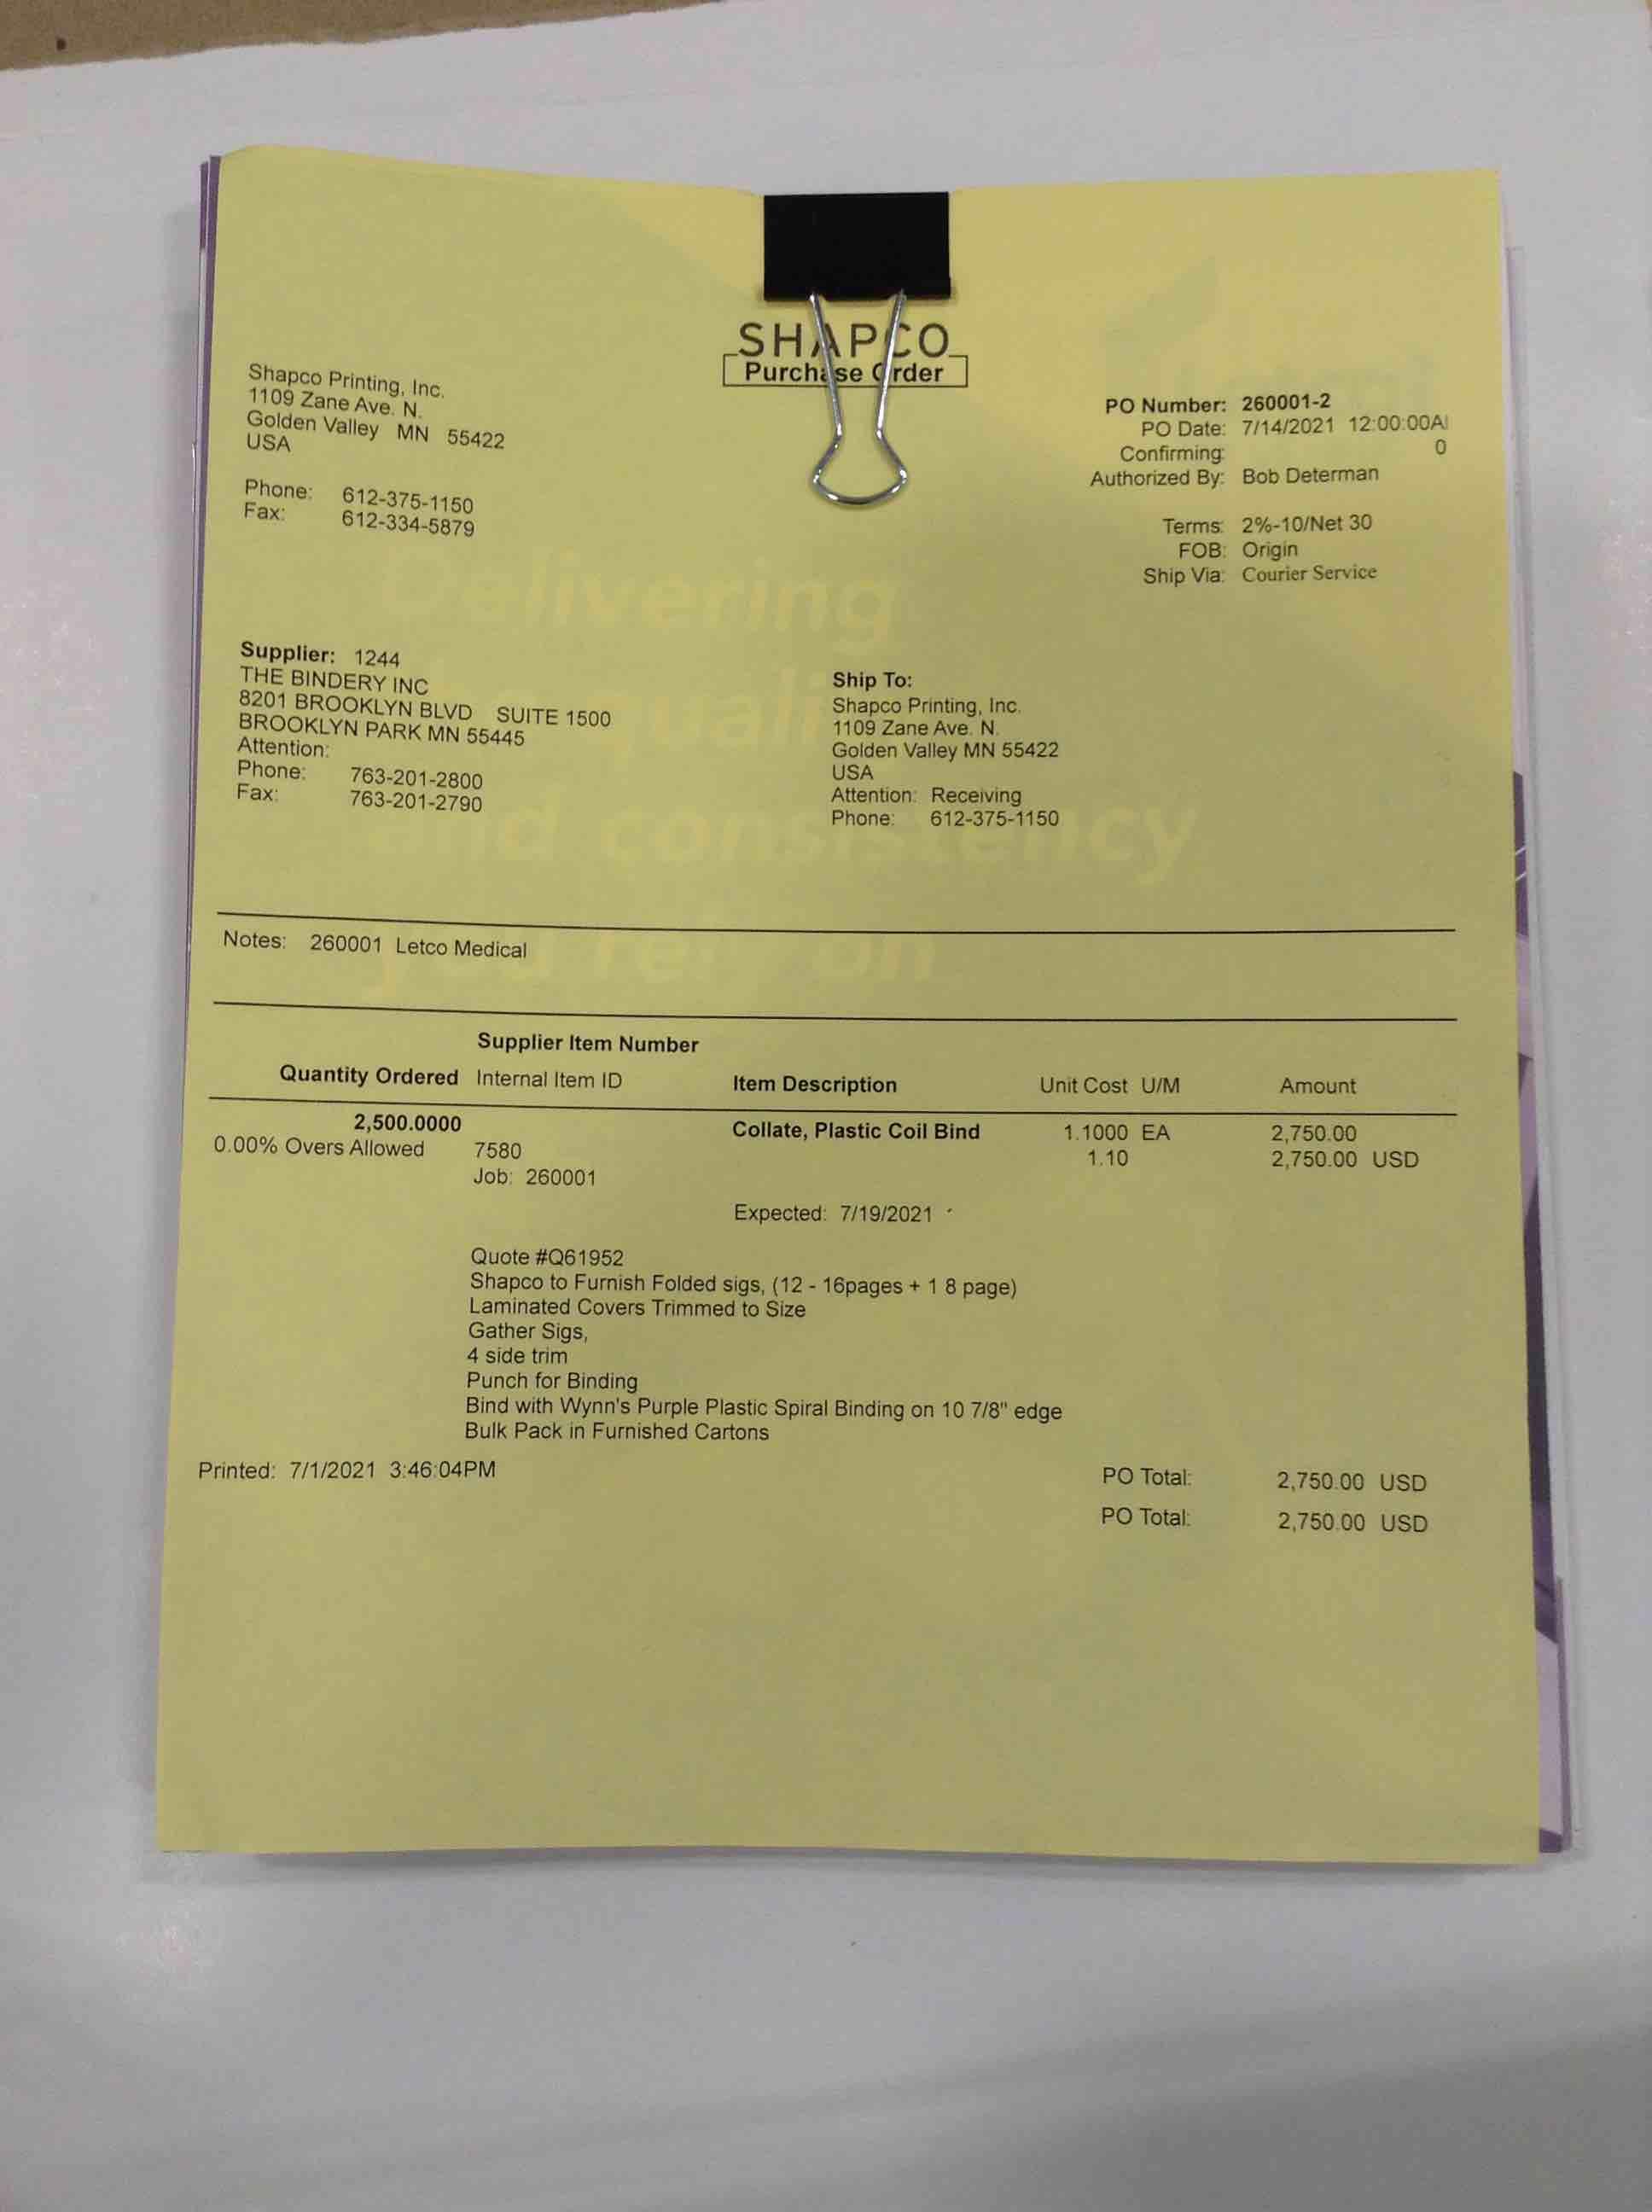 SHAPCO
Purchase Order
Shapco Printing, Inc.
1109 Zane Ave. N.
Golden Valley MN 55422
USA
Phone: 612-375-1150
Fax: 612-334-5879
PO Number: 260001-2
PO Date: 7/14/2021 12:00:00A
Confirming: 0
Authorized By: Bob Determan
Terms: 2%-10/Net 30
FOB: Origin
Ship Via: Courier Service
Supplier: 1244
THE BINDERY INC
8201 BROOKLYN BLVD SUITE 1500
BROOKLYN PARK MN 55445
Attention:
Phone: 763-201-2800
Fax: 763-201-2790
Ship To:
Shapco Printing, Inc.
1109 Zane Ave. N.
Golden Valley MN 55422
USA
Attention: Receiving
Phone: 612-375-1150
Delivering
quali
and consistency
you rely on
Notes: 260001 Letco Medical
Supplier Item Number
Quantity Ordered Internal Item ID Item Description Unit Cost U/M Amount
2,500.0000 Collate, Plastic Coil Bind 1.1000 EA 2,750.00
0.00% Overs Allowed 7580 1.10 2,750.00 USD
Job: 260001
Expected: 7/19/2021
Quote #Q61952
Shapco to Furnish Folded sigs, (12 - 16pages + 1 8 page)
Laminated Covers Trimmed to Size
Gather Sigs,
4 side trim
Punch for Binding
Bind with Wynn's Purple Plastic Spiral Binding on 10 7/8" edge
Bulk Pack in Furnished Cartons
Printed: 7/1/2021 3:46:04PM
PO Total: 2,750.00 USD
PO Total: 2,750.00 USD